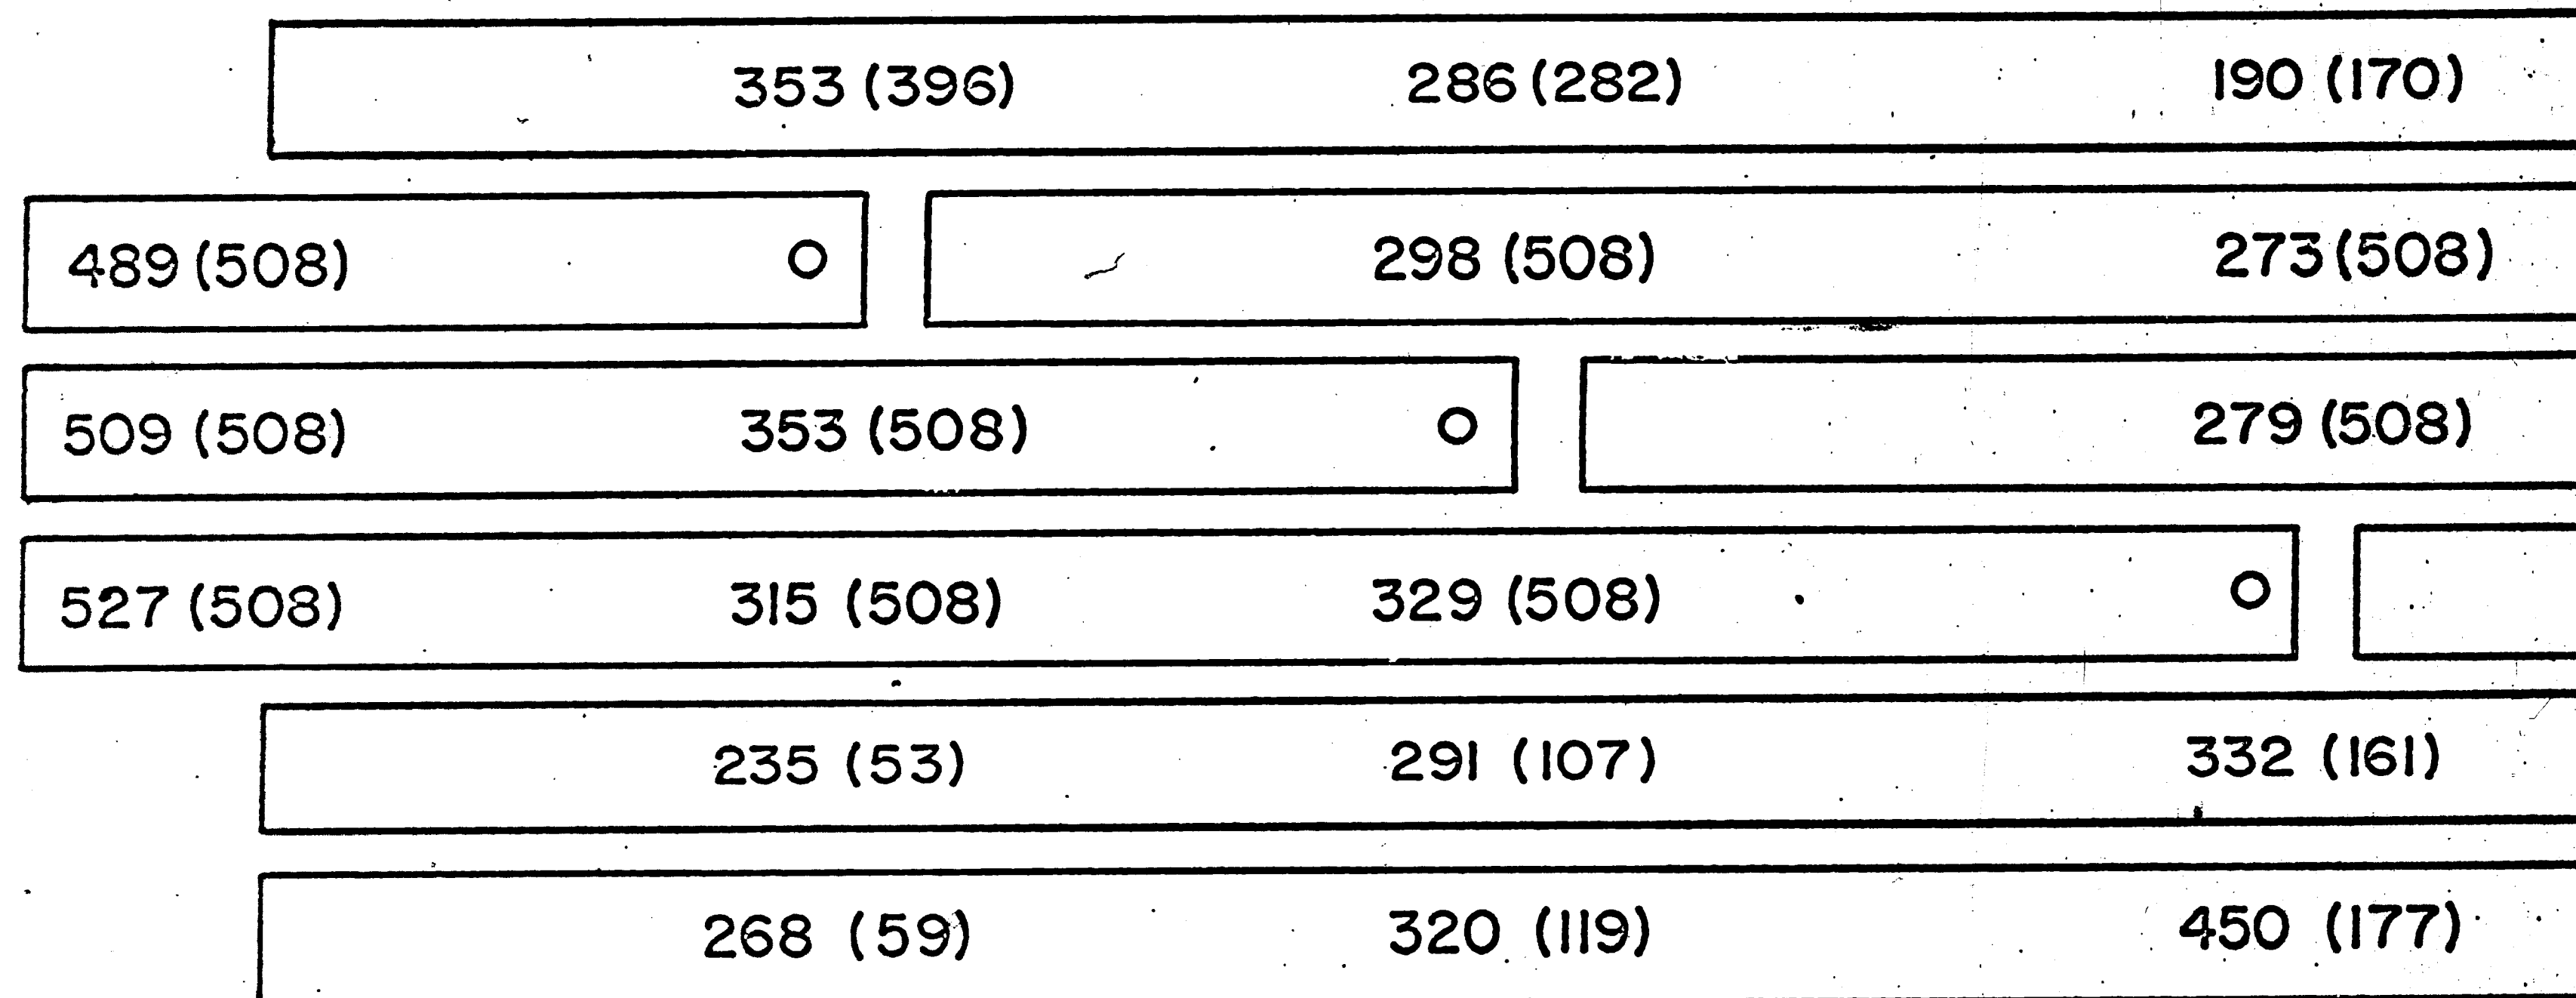 353 (396) 286 (282) 190 (170)
489 (508) O 298 (508) 273 (508)
509 (508) 353 (508) O 279 (508)
527 (508) 315 (508) 329 (508) O
235 (53) 291 (107) 332 (161)
268 (59) 320 (119) 450 (177)